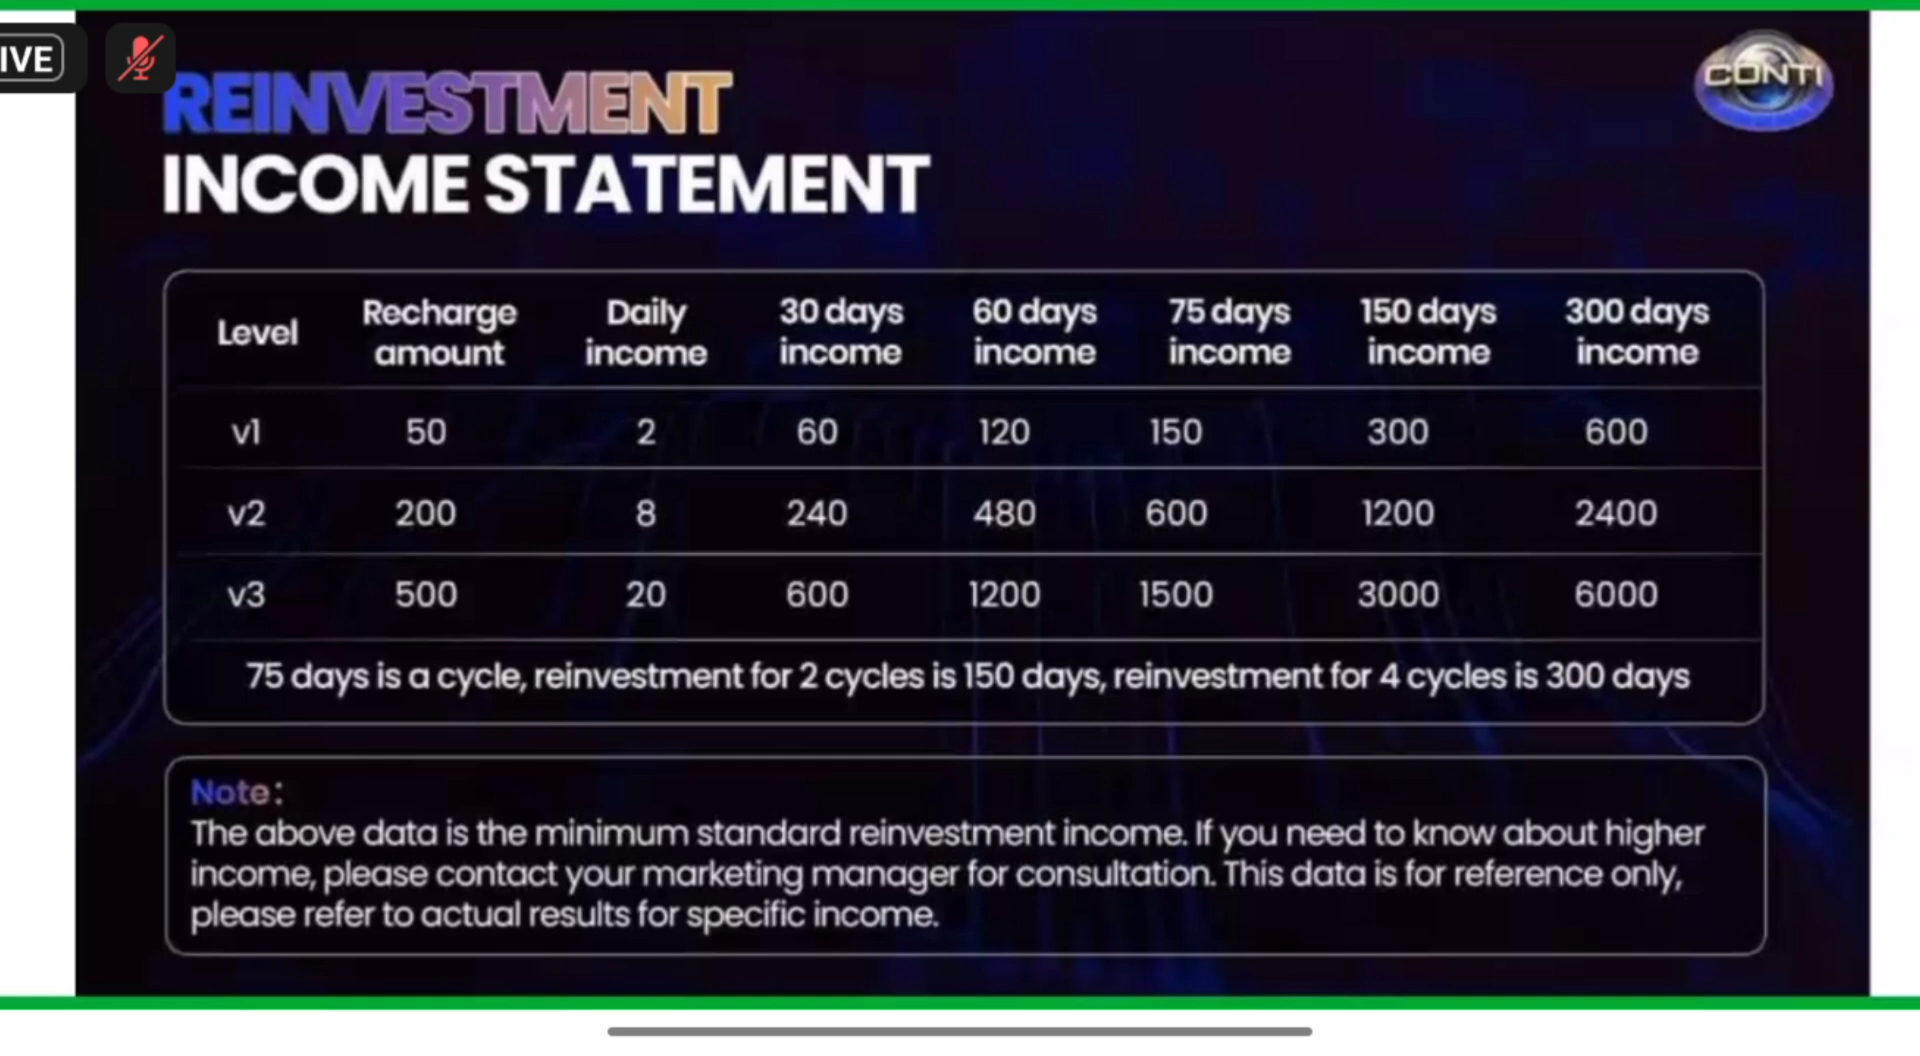 IVE
REINVESTMENT
INCOME STATEMENT
CONTI
Level Recharge amount Daily income 30 days income 60 days income 75 days income 150 days income 300 days income
v1 50 2 60 120 150 300 600
v2 200 8 240 480 600 1200 2400
v3 500 20 600 1200 1500 3000 6000
75 days is a cycle, reinvestment for 2 cycles is 150 days, reinvestment for 4 cycles is 300 days
Note:
The above data is the minimum standard reinvestment income. If you need to know about higher
income, please contact your marketing manager for consultation. This data is for reference only,
please refer to actual results for specific income.